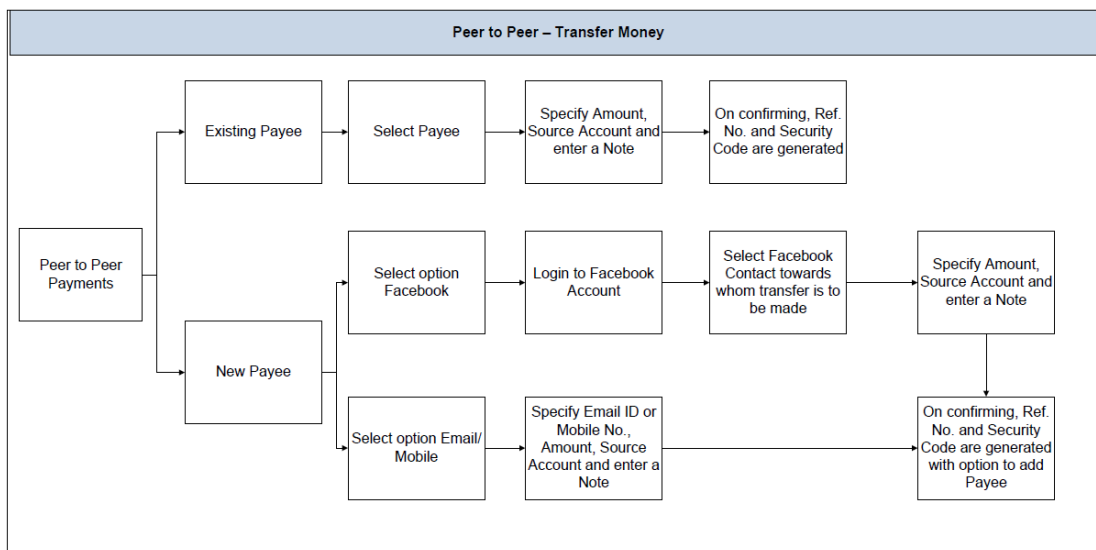 Peer to Peer – Transfer Money
Existing Payee
Select Payee
Specify Amount,
Source Account and
enter a Note
On confirming, Ref.
No. and Security
Code are generated
Peer to Peer
Payments
Select option
Facebook
Login to Facebook
Account
Select Facebook
Contact towards
whom transfer is to
be made
Specify Amount,
Source Account and
enter a Note
New Payee
Select option Email/
Mobile
Specify Email ID or
Mobile No.,
Amount, Source
Account and enter a
Note
On confirming, Ref.
No. and Security
Code are generated
with option to add
Payee